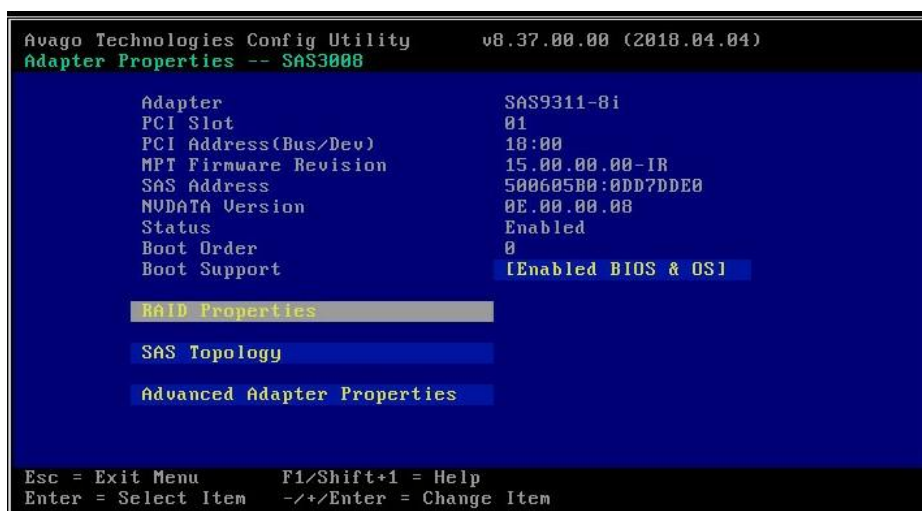 Avago Technologies Config Utility v8.37.00.00 (2018.04.04)
Adapter Properties -- SAS3008
Adapter SAS9311-8i
PCI Slot 01
PCI Address(Bus/Dev) 18:00
MPT Firmware Revision 15.00.00.00-IR
SAS Address 500605B0:0DD7DDE0
NVDATA Version 0E.00.00.08
Status Enabled
Boot Order 0
Boot Support [Enabled BIOS & OS]
RAID Properties
SAS Topology
Advanced Adapter Properties
Esc = Exit Menu F1/Shift+1 = Help
Enter = Select Item -/+/Enter = Change Item